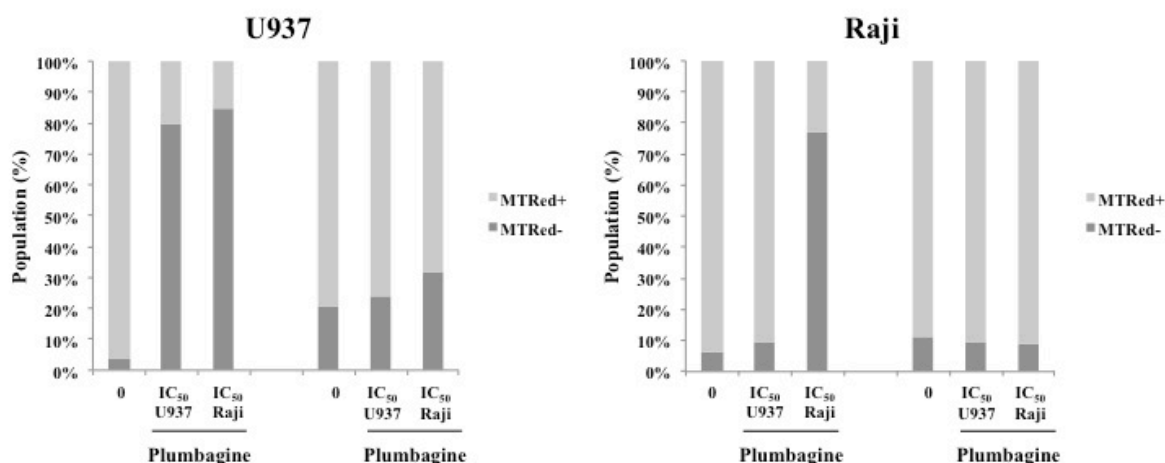 U937
100%
90%
80%
70%
60%
50%
40%
30%
20%
10%
0%
Population (%)
0
IC50
U937
IC50
Raji
Plumbagine
0
IC50
U937
IC50
Raji
Plumbagine
MTRed+
MTRed-
Raji
100%
90%
80%
70%
60%
50%
40%
30%
20%
10%
0%
Population (%)
0
IC50
U937
IC50
Raji
Plumbagine
0
IC50
U937
IC50
Raji
Plumbagine
MTRed+
MTRed-